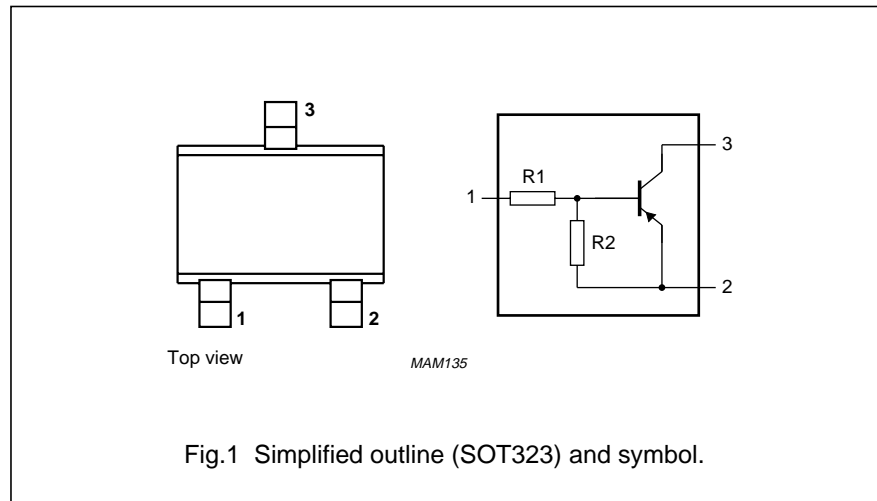 3
1
2
Top view
1
R1
R2
3
2
MAM135
Fig.1 Simplified outline (SOT323) and symbol.